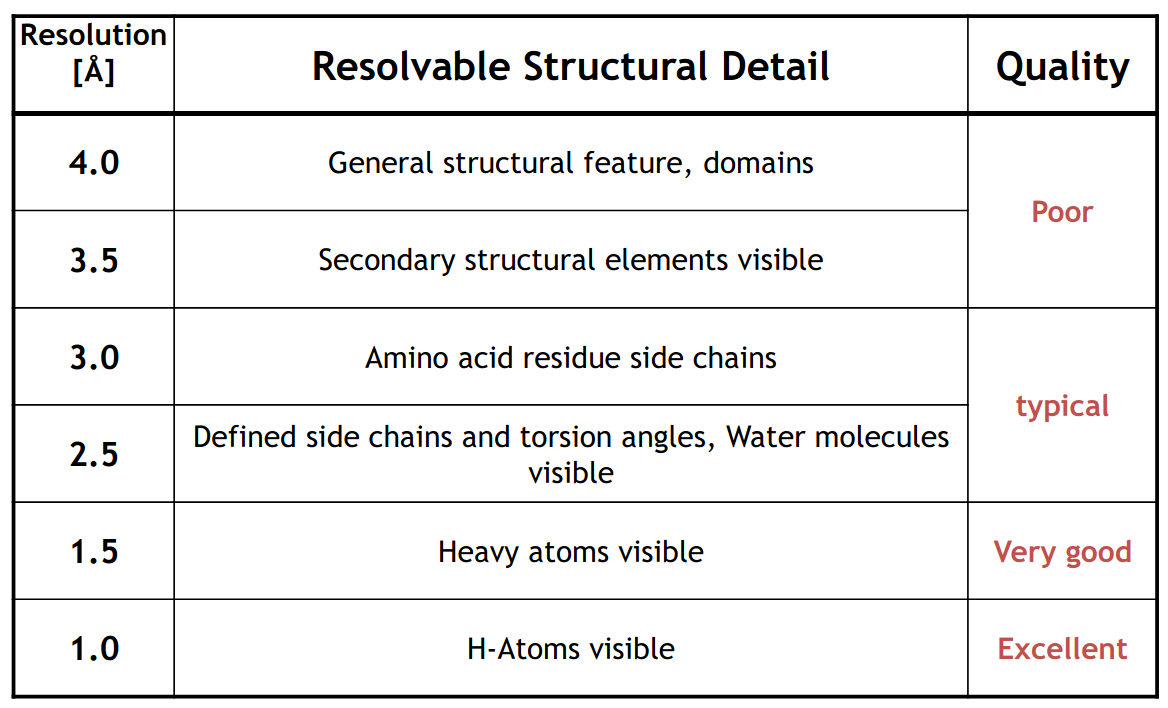 Resolution
[Å]
Resolvable Structural Detail
Quality
4.0
General structural feature, domains
Poor
3.5
Secondary structural elements visible
3.0
Amino acid residue side chains
typical
2.5
Defined side chains and torsion angles, Water molecules
visible
1.5
Heavy atoms visible
Very good
1.0
H-Atoms visible
Excellent